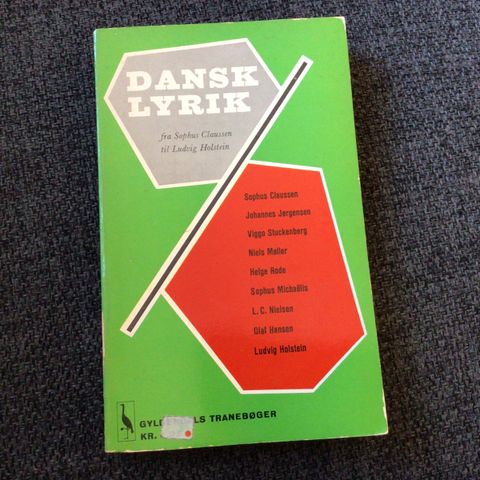 DANSK
LYRIK
fra Sophus Claussen
til Ludvig Holstein
Sophus Claussen
Johannes Jørgensen
Viggo Stuckenberg
Niels Møller
Helge Rode
Sophus Michaëlis
L. C. Nielsen
Olaf Hansen
Ludvig Holstein
TRANEBØGER
KR.